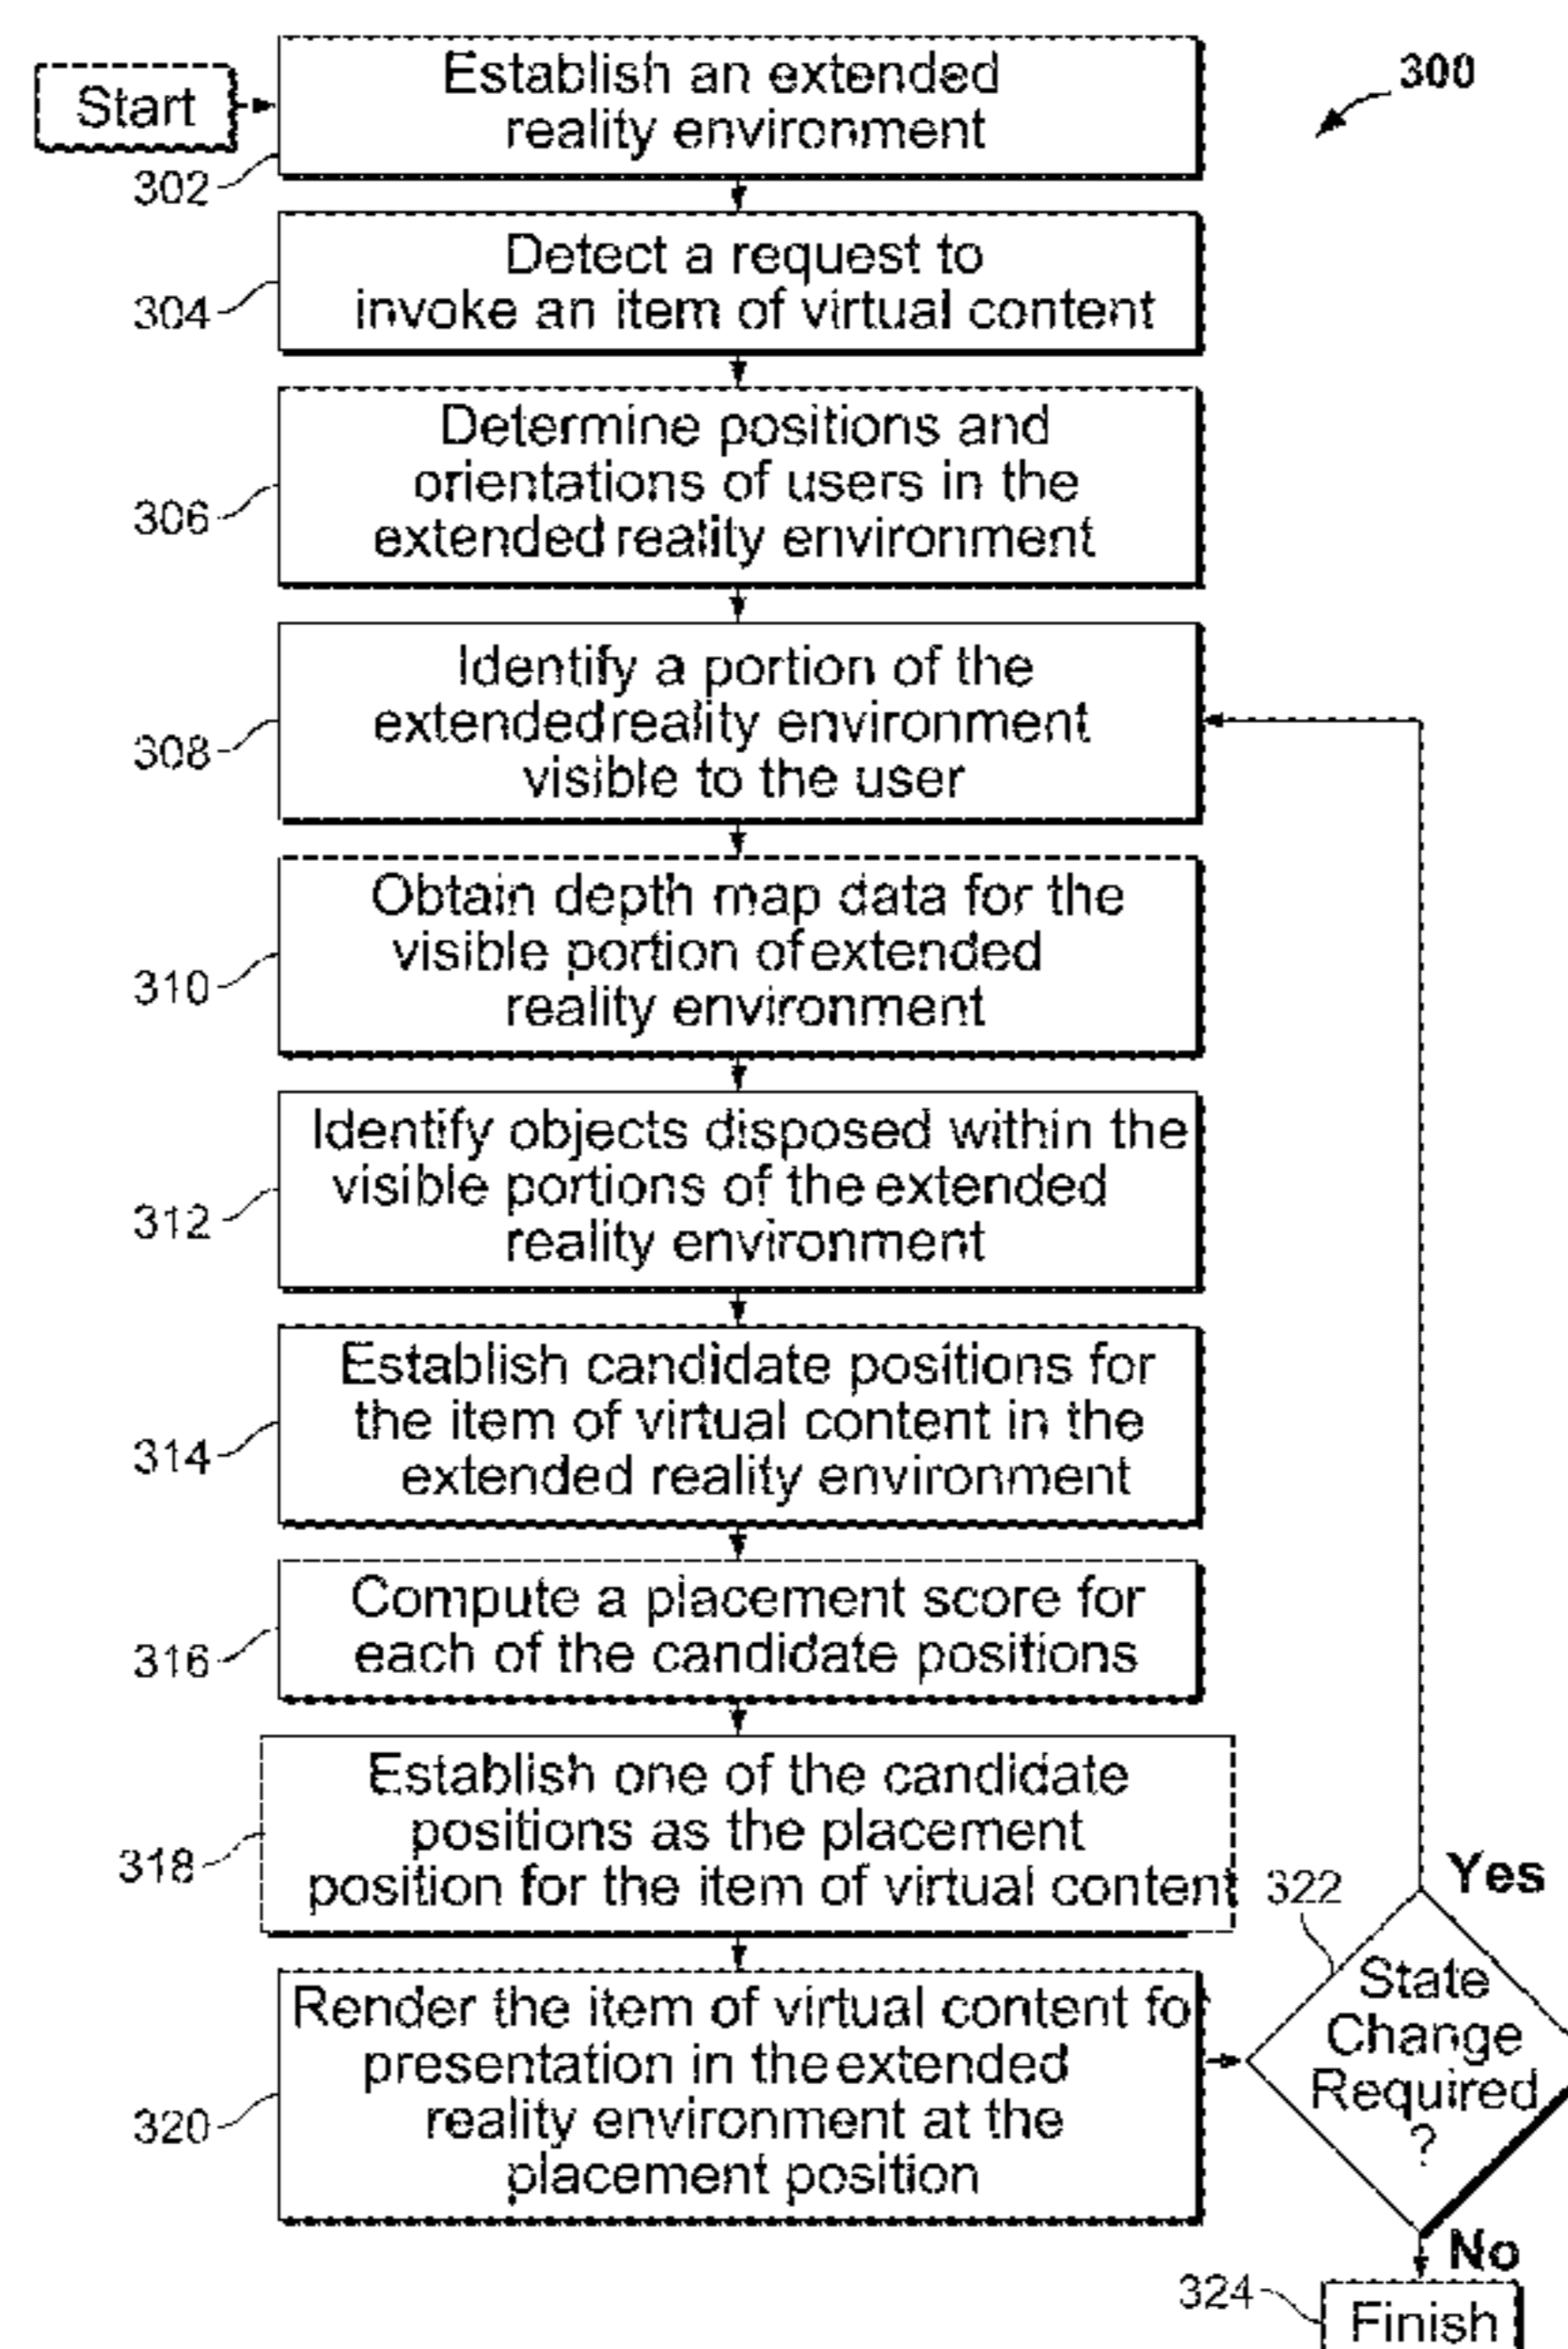 300
Start
Establish an extended
reality environment
302
Detect a request to
invoke an item of virtual content
304
Determine positions and
orientations of users in the
extended reality environment
306
Identify a portion of the
extended reality environment
visible to the user
308
Obtain depth map data for the
visible portion of extended
reality environment
310
Identify objects disposed within the
visible portions of the extended
reality environment
312
Establish candidate positions for
the item of virtual content in the
extended reality environment
314
Compute a placement score for
each of the candidate positions
316
Establish one of the candidate
positions as the placement
position for the item of virtual content
318
Render the item of virtual content for
presentation in the extended
reality environment at the
placement position
320
322
Yes
State
Change
Required
?
No
324
Finish